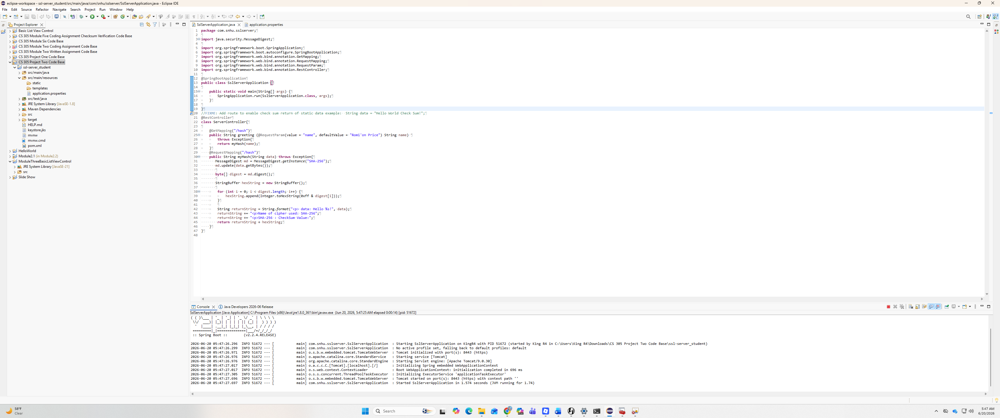 eclipse-workspace - ssl-server_student/src/main/java/com/snhu/sslserver/SslServerApplication.java - Eclipse IDE
File Edit Source Refactor Navigate Search Project Run Window Help
Project Explorer
Basic List View Control
CS 305 Module Five Coding Assignment Checksum Verification Code Base
CS 305 Module Six Code Base
CS 305 Module Two Coding Assignment Code Base
CS 305 Module Two Written Assignment Code Base
CS 305 Project One Code Base
CS 305 Project Two Code Base
ssl-server_student
src/main/java
src/main/resources
static
templates
application.properties
src/test/java
JRE System Library [JavaSE-1.8]
Maven Dependencies
src
target
HELP.md
keystore.jks
mvnw
mvnw.cmd
pom.xml
HelloWorld
Module2.1 (in Module2.2)
ModuleThreeBasicListViewControl
JRE System Library [JavaSE-21]
src
Slide Show
SslServerApplication.java application.properties
1 package com.snhu.sslserver;
2
3 import java.security.MessageDigest;
4
5 import org.springframework.boot.SpringApplication;
6 import org.springframework.boot.autoconfigure.SpringBootApplication;
7 import org.springframework.web.bind.annotation.GetMapping;
8 import org.springframework.web.bind.annotation.RequestMapping;
9 import org.springframework.web.bind.annotation.RequestParam;
10 import org.springframework.web.bind.annotation.RestController;
11
12 @SpringBootApplication
13 public class SslServerApplication {
14
15 public static void main(String[] args) {
16 SpringApplication.run(SslServerApplication.class, args);
17 }
18
19 }
20 //FIXME: Add route to enable check sum return of static data example:  String data = "Hello World Check Sum!";
21 @RestController
22 class ServerController{
23
24 @GetMapping("/hash")
25 public String greeting (@RequestParam(value = "name", defaultValue = "Romi'on Price") String name)
26 throws Exception{
27 return myHash(name);
28 }
29 @RequestMapping("/hash")
30 public String myHash(String data) throws Exception{
31 MessageDigest md = MessageDigest.getInstance("SHA-256");
32 md.update(data.getBytes());
33
34 byte[] digest = md.digest();
35
36 StringBuffer hexString = new StringBuffer();
37
38 for (int i = 0; i < digest.length; i++) {
39 hexString.append(Integer.toHexString(0xff & digest[i]));
40 }
41
42 String returnString = String.format("<p> data: Hello %s!", data);
43 returnString += "<p>Name of cipher used: SHA-256";
44 returnString += "<p>SHA-256 : CheckSum Value:";
45 return returnString + hexString;
46 }
47 }
48
Console Java Developers 2026-06 Release
SslServerApplication [Java Application] C:\Program Files (x86)\Java\jre1.8.0_361\bin\javaw.exe (Jun 20, 2026, 5:47:25 AM elapsed 0:00:14) [pid: 51672]
( ( )\___ | '_ | '_| | '_ \/ _` | \ \ \ \
 \\/  ___)| |_)| | | | | || (_| |  ) ) ) )
  '  |____| .__|_| |_|_| |_\__, | / / / /
 =========|_|==============|___/=/_/_/_/
 :: Spring Boot ::        (v2.2.4.RELEASE)
2026-06-20 05:47:26.296  INFO 51672 --- [           main] com.snhu.sslserver.SslServerApplication  : Starting SslServerApplication on KingR4 with PID 51672 (started by King R4 in C:\Users\King R4\Downloads\CS 305 Project Two Code Base\ssl-server_student)
2026-06-20 05:47:26.299  INFO 51672 --- [           main] com.snhu.sslserver.SslServerApplication  : No active profile set, falling back to default profiles: default
2026-06-20 05:47:26.971  INFO 51672 --- [           main] o.s.b.w.embedded.tomcat.TomcatWebServer  : Tomcat initialized with port(s): 8443 (https)
2026-06-20 05:47:26.976  INFO 51672 --- [           main] o.apache.catalina.core.StandardService   : Starting service [Tomcat]
2026-06-20 05:47:26.976  INFO 51672 --- [           main] org.apache.catalina.core.StandardEngine  : Starting Servlet engine: [Apache Tomcat/9.0.30]
2026-06-20 05:47:27.017  INFO 51672 --- [           main] o.a.c.c.C.[Tomcat].[localhost].[/]       : Initializing Spring embedded WebApplicationContext
2026-06-20 05:47:27.017  INFO 51672 --- [           main] o.s.web.context.ContextLoader            : Root WebApplicationContext: initialization completed in 696 ms
2026-06-20 05:47:27.305  INFO 51672 --- [           main] o.s.s.concurrent.ThreadPoolTaskExecutor  : Initializing ExecutorService 'applicationTaskExecutor'
2026-06-20 05:47:27.696  INFO 51672 --- [           main] o.s.b.w.embedded.tomcat.TomcatWebServer  : Tomcat started on port(s): 8443 (https) with context path ''
2026-06-20 05:47:27.697  INFO 51672 --- [           main] com.snhu.sslserver.SslServerApplication  : Started SslServerApplication in 1.574 seconds (JVM running for 1.74)
58°F
Clear
Search
5:47 AM
6/20/2026